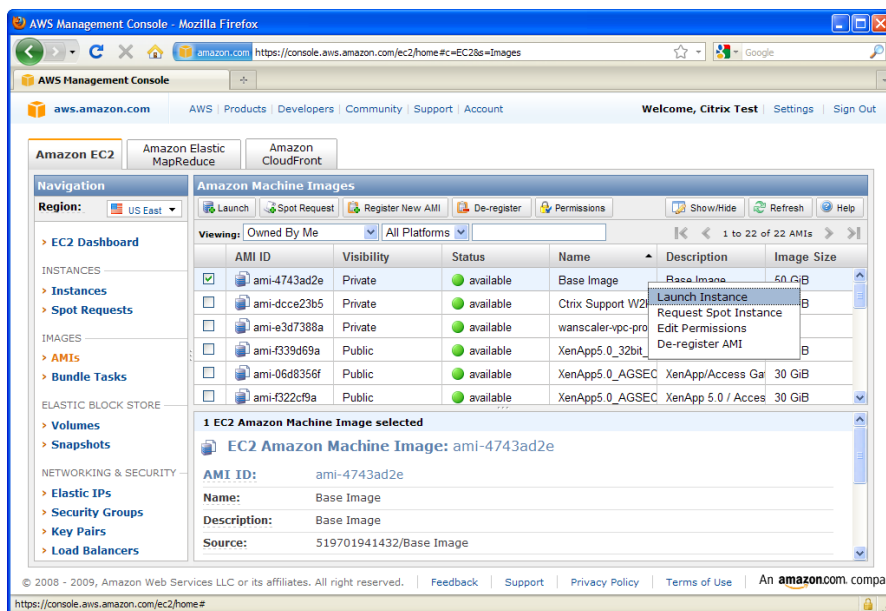 AWS Management Console - Mozilla Firefox
amazon.com https://console.aws.amazon.com/ec2/home#c=EC2&s=Images Google
AWS Management Console
aws.amazon.com AWS Products Developers Community Support Account Welcome, Citrix Test Settings Sign Out
Amazon EC2 Amazon Elastic MapReduce Amazon CloudFront
Navigation Amazon Machine Images
Region: US East Launch Spot Request Register New AMI De-register Permissions Show/Hide Refresh Help
Viewing: Owned By Me All Platforms 1 to 22 of 22 AMIs
> EC2 Dashboard
AMI ID Visibility Status Name Description Image Size
INSTANCES
ami-4743ad2e Private available Base Image Base Image 50 GiB
> Instances
ami-dcce23b5 Private available Ctrix Support
> Spot Requests
ami-e3d7388a Private available wanscaler-vpc-pro
IMAGES
ami-f339d69a Public available XenApp5.0_32bit_
> AMIs
ami-06d8356f Public available XenApp5.0_AGSEC XenApp/Access Ga 30 GiB
> Bundle Tasks
ami-f322cf9a Public available XenApp5.0_AGSEC XenApp 5.0 / Acces 30 GiB
Launch Instance
Request Spot Instance
Edit Permissions
De-register AMI
ELASTIC BLOCK STORE
> Volumes
> Snapshots
NETWORKING & SECURITY
> Elastic IPs
> Security Groups
> Key Pairs
> Load Balancers
1 EC2 Amazon Machine Image selected
EC2 Amazon Machine Image: ami-4743ad2e
AMI ID: ami-4743ad2e
Name: Base Image
Description: Base Image
Source: 519701941432/Base Image
© 2008 - 2009, Amazon Web Services LLC or its affiliates. All right reserved. Feedback Support Privacy Policy Terms of Use An amazon.com. compa
https://console.aws.amazon.com/ec2/home#